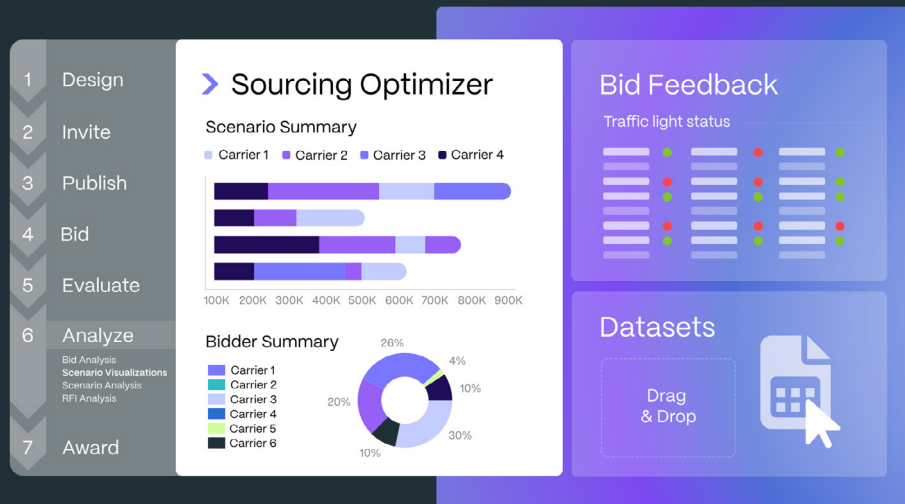 1 Design
2 Invite
3 Publish
4 Bid
5 Evaluate
6 Analyze
Bid Analysis
Scenario Visualizations
Scenario Analysis
RFI Analysis
7 Award
Sourcing Optimizer
Scenario Summary
Carrier 1 Carrier 2 Carrier 3 Carrier 4
100K 200K 300K 400K 500K 600K 700K 800K 900K
Bidder Summary
Carrier 1
Carrier 2
Carrier 3
Carrier 4
Carrier 5
Carrier 6
26%
4%
10%
20%
30%
10%
Bid Feedback
Traffic light status
Datasets
Drag
& Drop